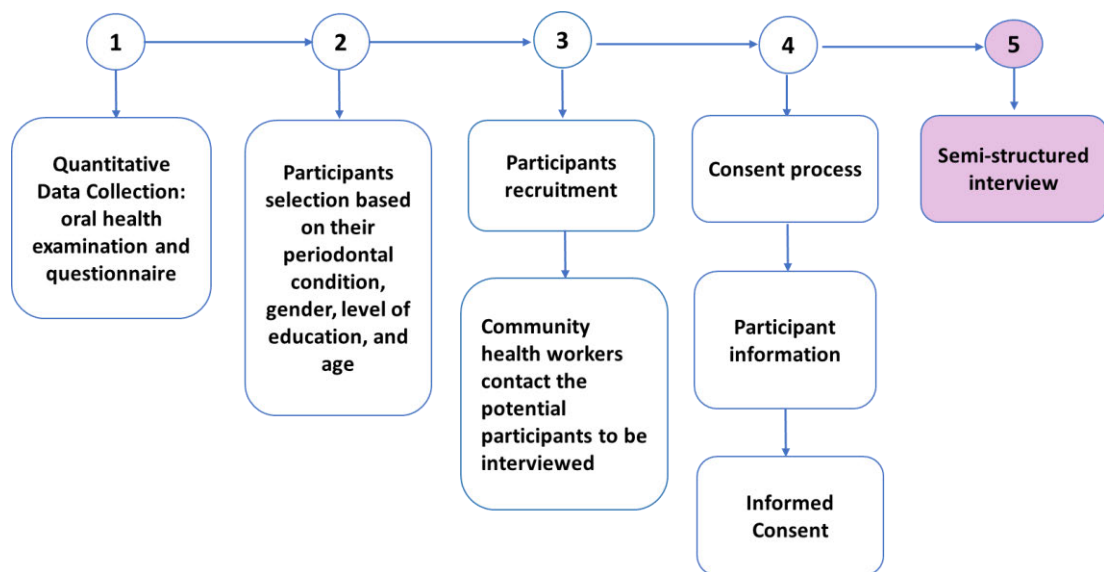 1
2
3
4
5
Quantitative
Data Collection:
oral health
examination and
questionnaire
Participants
selection based
on their
periodontal
condition,
gender, level of
education, and
age
Participants
recruitment
Community
health workers
contact the
potential
participants to be
interviewed
Consent process
Participant
information
Informed
Consent
Semi-structured
interview